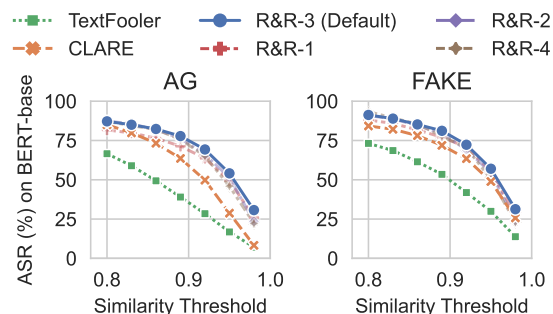 TextFooler R&R-3 (Default) R&R-2
CLARE R&R-1 R&R-4
AG FAKE
ASR (%) on BERT-base
100 100
75 75
50 50
25 25
0 0
0.8 0.9 1.0 0.8 0.9 1.0
Similarity Threshold Similarity Threshold